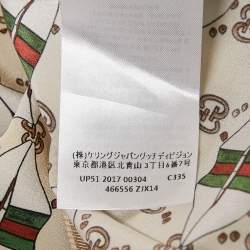 (株)ケリングジャパングッチディビジョン
東京都港区北青山3丁目6番7号
UP51 2017 00304 C335
466556 ZJX14